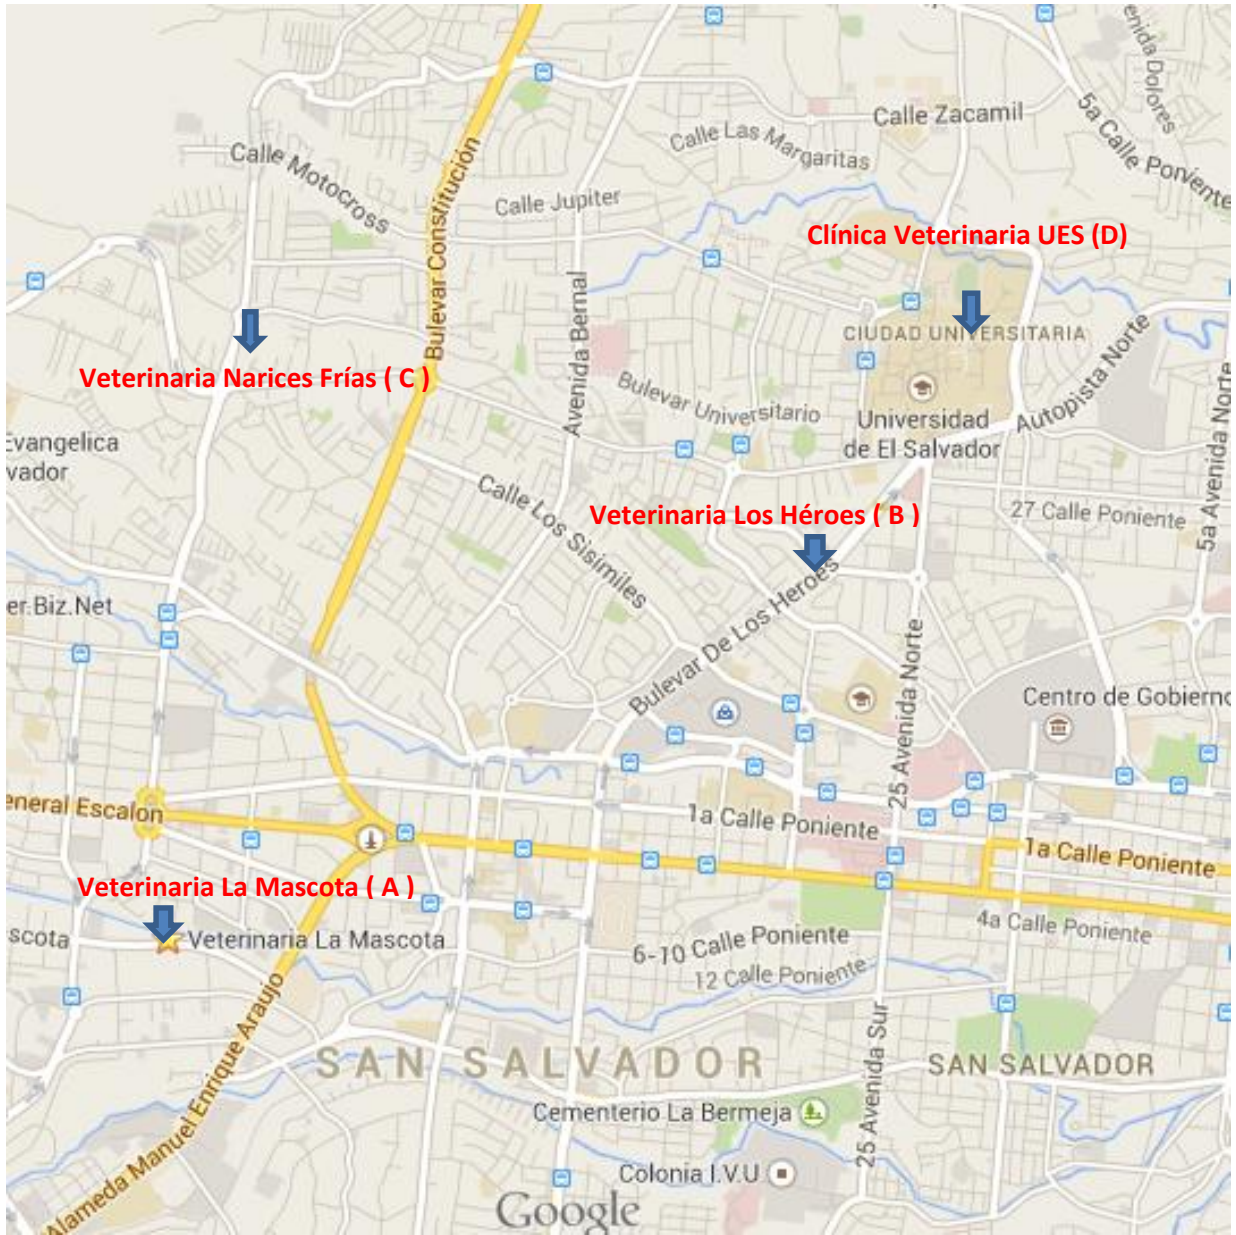 enida Dolores
5a Calle Poniente
Calle Zacamil
Calle Las Margaritas
Calle Motocross
Calle Jupiter
Bulevar Constitución
Clínica Veterinaria UES (D)
CIUDAD UNIVERSITARIA
Avenida Bernal
Autopista Norte
Veterinaria Narices Frías ( C )
Bulevar Universitario
Universidad
de El Salvador
5a Avenida Norte
Evangelica
vador
Calle Los Sisimiles
Veterinaria Los Héroes ( B )
27 Calle Poniente
er.Biz.Net
Bulevar De Los Heroes
25 Avenida Norte
Centro de Gobierno
eneral Escalon
1a Calle Poniente
1a Calle Poniente
Veterinaria La Mascota ( A )
scota
Veterinaria La Mascota
4a Calle Poniente
6-10 Calle Poniente
12 Calle Poniente
Alameda Manuel Enrique Araujo
SAN SALVADOR
SAN SALVADOR
25 Avenida Sur
Cementerio La Bermeja
Colonia I.V.U
Google